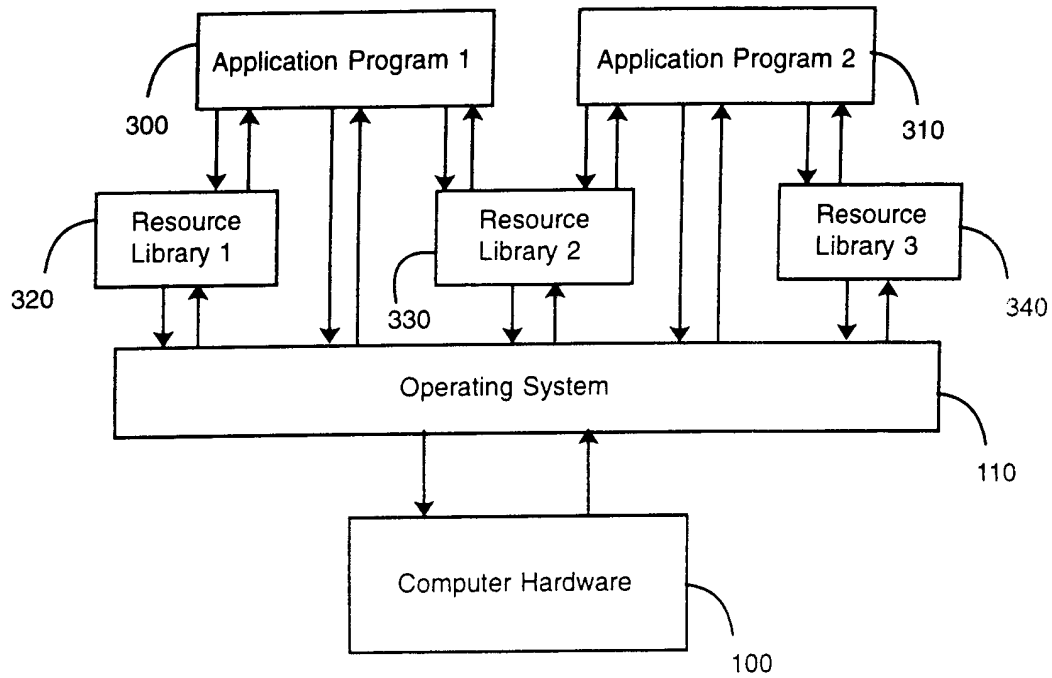 Application Program 1
Application Program 2
300
310
Resource
Library 1
Resource
Library 2
Resource
Library 3
320
330
340
Operating System
110
Computer Hardware
100